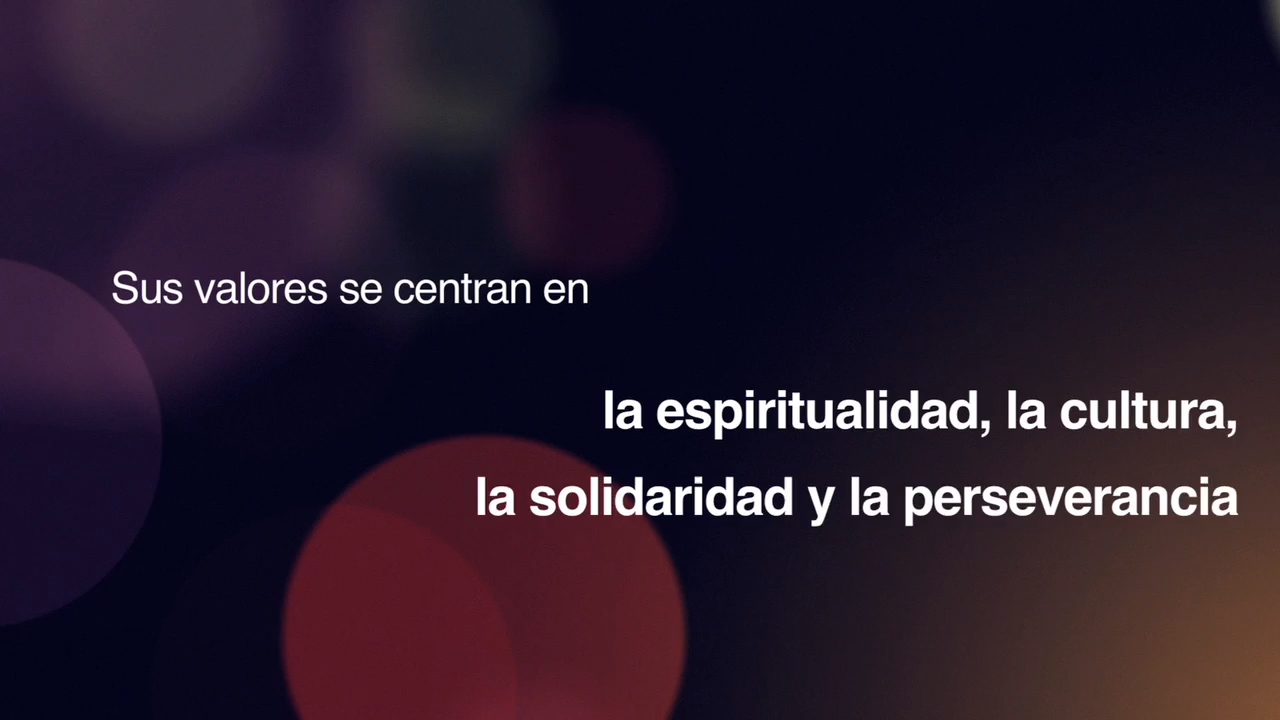 Sus valores se centran en
la espiritualidad, la cultura,
la solidaridad y la perseverancia